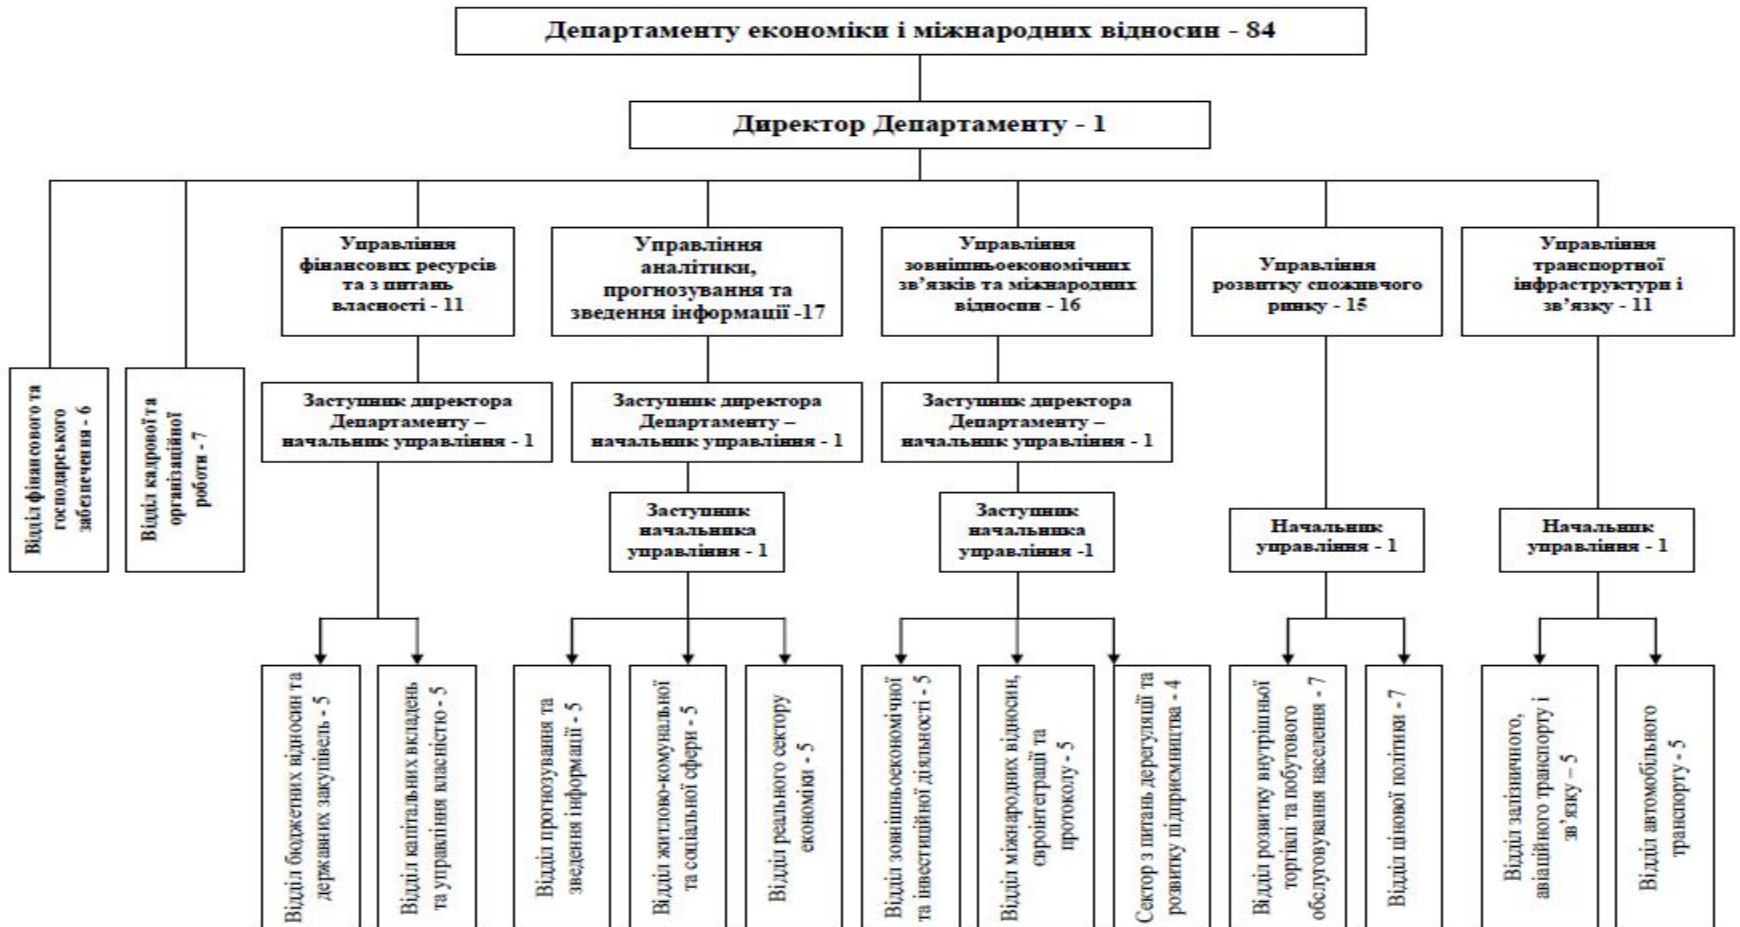 Департаменту економіки і міжнародних відносин - 84
Директор Департаменту - 1
Управління
фінансових ресурсів
та з питань
власності - 11
Управління
аналітики,
прогнозування та
зведення інформації -17
Управління
зовнішньоекономічних
зв’язків та міжнародних
відносин - 16
Управління
розвитку споживчого
ринку - 15
Управління
транспортної
інфраструктури і
зв’язку - 11
Відділ фінансового та
господарського
забезпечення - 6
Відділ кадрової та
організаційної
роботи - 7
Заступник директора
Департаменту –
начальник управління - 1
Заступник директора
Департаменту –
начальник управління - 1
Заступник директора
Департаменту –
начальник управління - 1
Заступник
начальника
управління - 1
Заступник
начальника
управління -1
Начальник
управління - 1
Начальник
управління - 1
Відділ бюджетних відносин та
державних закупівель - 5
Відділ капітальних вкладень
та управління власністю - 5
Відділ прогнозування та
зведення інформації - 5
Відділ житлово-комунальної
та соціальної сфери - 5
Відділ реального сектору
економіки - 5
Відділ зовнішньоекономічної
та інвестиційної діяльності - 5
Відділ міжнародних відносин,
євроінтеграції та
протоколу - 5
Сектор з питань дерегуляції та
розвитку підприємництва - 4
Відділ розвитку внутрішньої
торгівлі та побутового
обслуговування населення - 7
Відділ цінової політики - 7
Відділ залізничного,
авіаційного транспорту і
зв’язку – 5
Відділ автомобільного
транспорту - 5